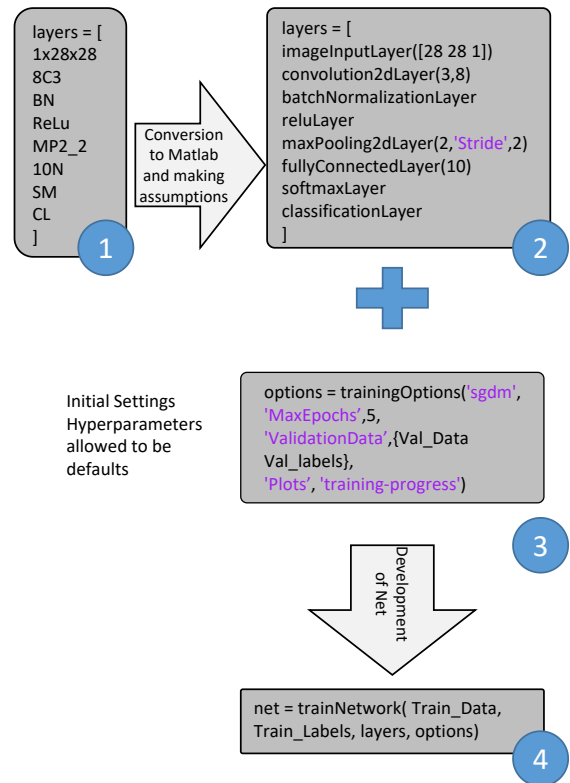 layers = [
1x28x28
8C3
BN
ReLu
MP2_2
10N
SM
CL
]
1
Conversion
to Matlab
and making
assumptions
layers = [
imageInputLayer([28 28 1])
convolution2dLayer(3,8)
batchNormalizationLayer
reluLayer
maxPooling2dLayer(2,'Stride',2)
fullyConnectedLayer(10)
softmaxLayer
classificationLayer
]
2
Initial Settings
Hyperparameters
allowed to be
defaults
options = trainingOptions('sgdm',
'MaxEpochs’,5,
'ValidationData’,{Val_Data
Val_labels},
'Plots’, 'training-progress')
3
Development
of Net
net = trainNetwork( Train_Data,
Train_Labels, layers, options)
4